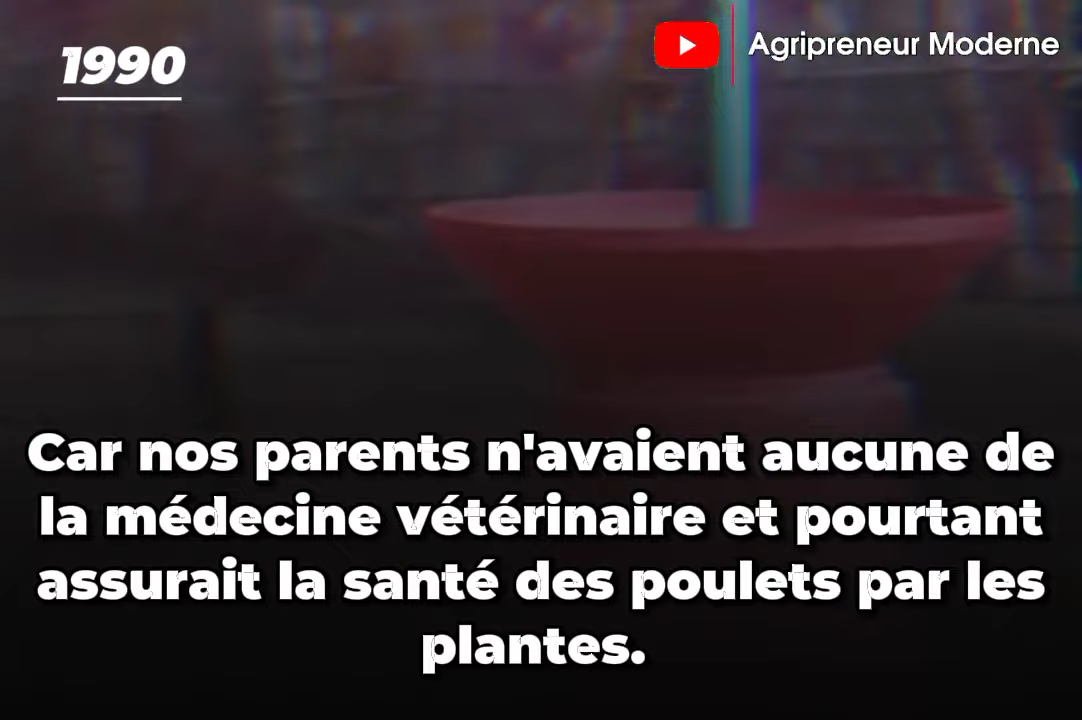 1990
Agripreneur Moderne
Car nos parents n'avaient aucune de
la médecine vétérinaire et pourtant
assurait la santé des poulets par les
plantes.